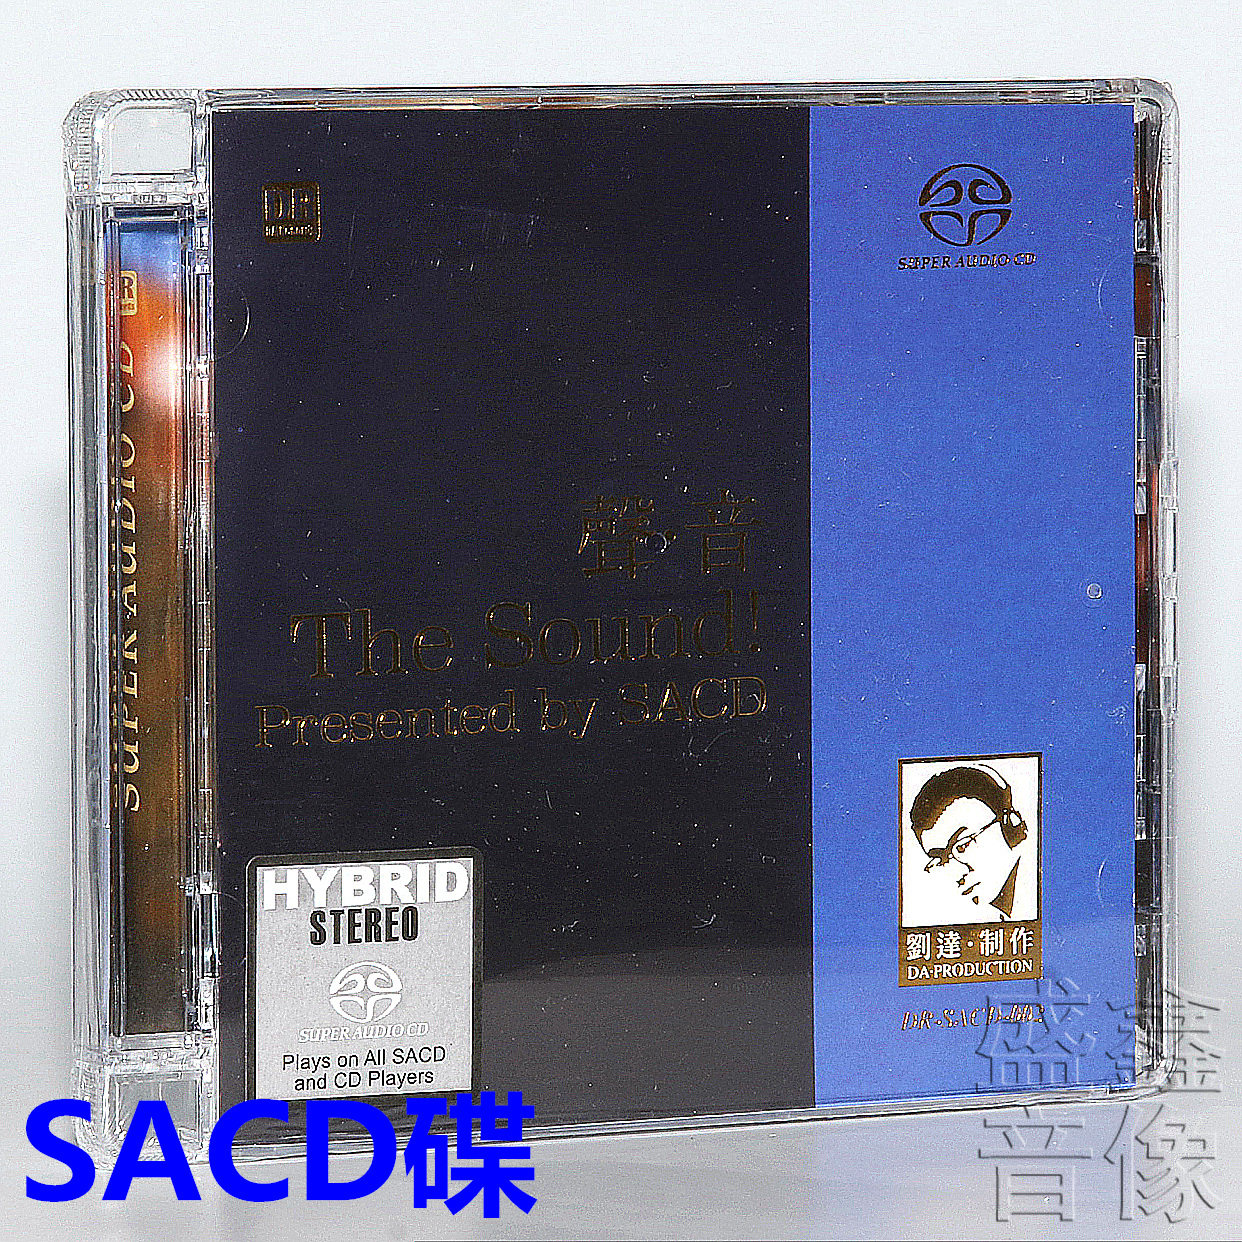 SUPER AUDIO CD
R
SUPER AUDIO CD
聲·音
The Sound!
Presented by SACD
HYBRID
STEREO
SUPER AUDIO CD
Plays on All SACD
and CD Players
劉達·制作
DA·PRODUCTION
SACD碟
盛鑫
音像